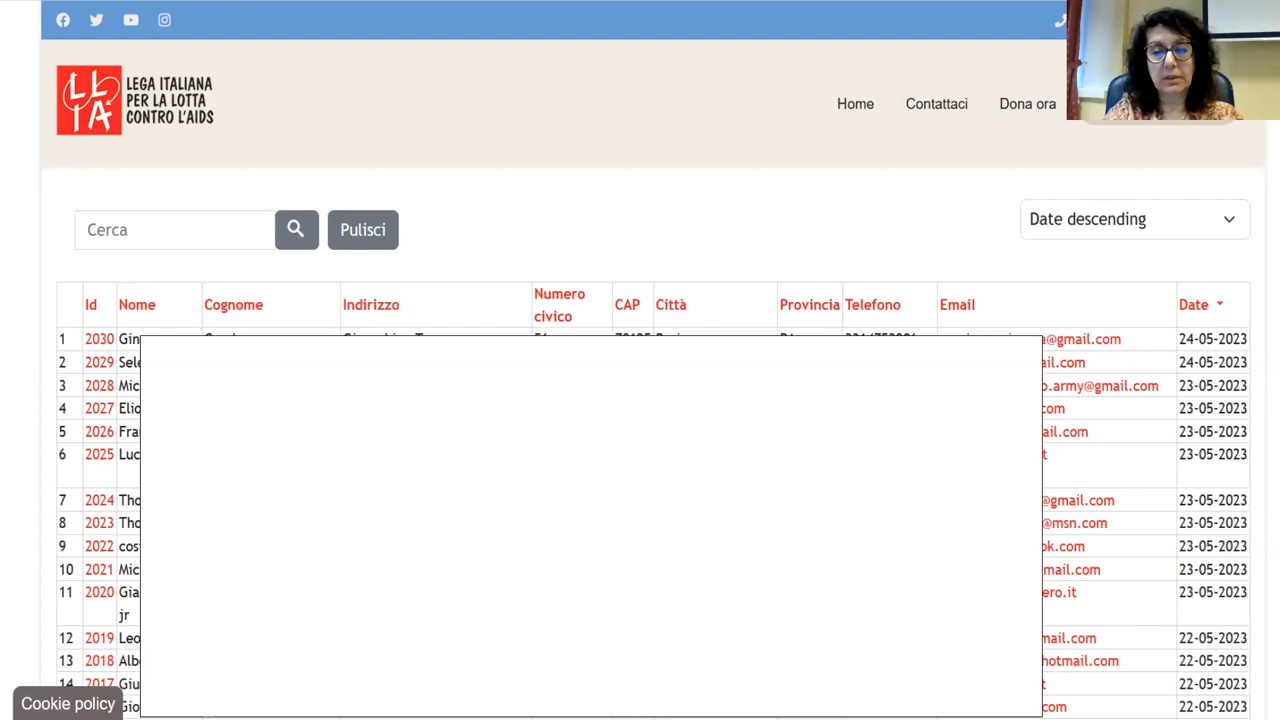 LEGA ITALIANA
PER LA LOTTA
CONTRO L'AIDS
LLIA
Home Contattaci Dona ora
Cerca Pulisci Date descending
Id Nome Cognome Indirizzo Numero civico CAP Città Provincia Telefono Email Date
1 2030 Gin a@gmail.com 24-05-2023
2 2029 Sele ail.com 24-05-2023
3 2028 Mic o.army@gmail.com 23-05-2023
4 2027 Elio .com 23-05-2023
5 2026 Fra ail.com 23-05-2023
6 2025 Luc t 23-05-2023
7 2024 Tho @gmail.com 23-05-2023
8 2023 Tho @msn.com 23-05-2023
9 2022 cos ok.com 23-05-2023
10 2021 Mic mail.com 23-05-2023
11 2020 Gia jr ero.it 23-05-2023
12 2019 Leo mail.com 22-05-2023
13 2018 Alb hotmail.com 22-05-2023
14 2017 Giu t 22-05-2023
Gio com 22-05-2023
Cookie policy